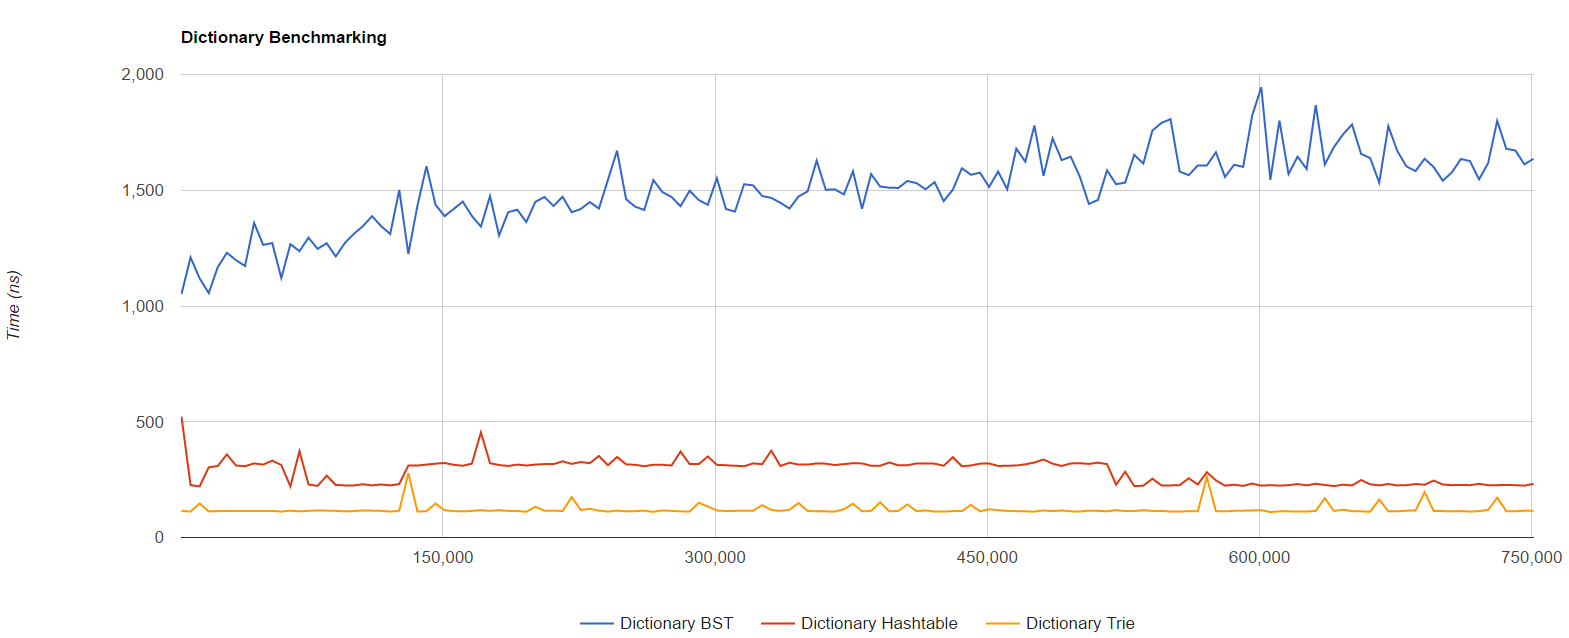 Dictionary Benchmarking
Time (ns)
2,000
1,500
1,000
500
0
150,000 300,000 450,000 600,000 750,000
Dictionary BST Dictionary Hashtable Dictionary Trie